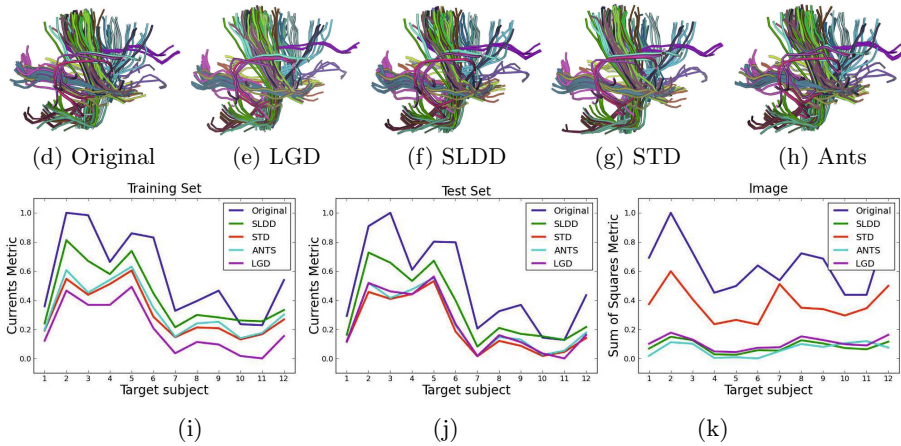 (d) Original (e) LGD (f) SLDD (g) STD (h) Ants
Training Set
Currents Metric
1.0
0.8
0.6
0.4
0.2
0.0
1 2 3 4 5 6 7 8 9 10 11 12
Target subject
Original
SLDD
STD
ANTS
LGD
(i)
Test Set
Currents Metric
1.0
0.8
0.6
0.4
0.2
0.0
1 2 3 4 5 6 7 8 9 10 11 12
Target subject
Original
SLDD
STD
ANTS
LGD
(j)
Image
Sum of Squares Metric
1.0
0.8
0.6
0.4
0.2
0.0
1 2 3 4 5 6 7 8 9 10 11 12
Target subject
Original
SLDD
STD
ANTS
LGD
(k)